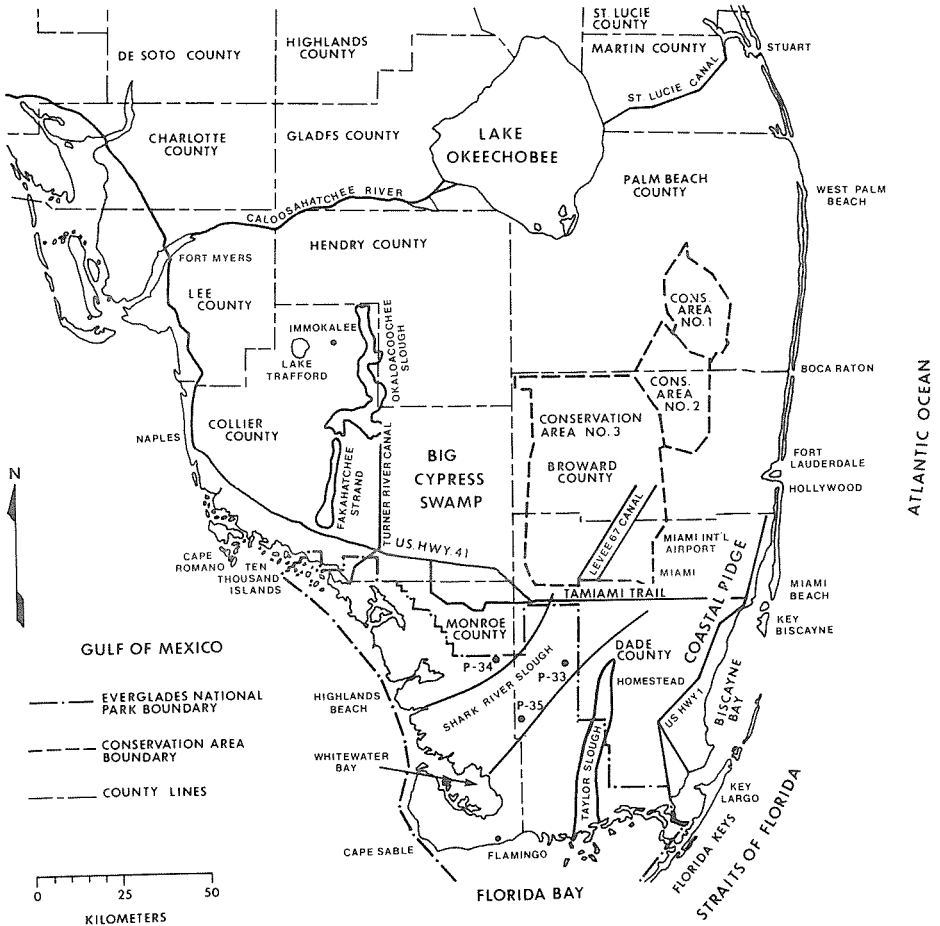 ST LUCIE
COUNTY
DE SOTO COUNTY
HIGHLANDS
COUNTY
MARTIN COUNTY
STUART
ST LUCIE CANAL
CHARLOTTE
COUNTY
GLADFS COUNTY
LAKE
OKEECHOBEE
PALM BEACH
COUNTY
WEST PALM
BEACH
CALOOSAHATCHEE RIVER
HENDRY COUNTY
FORT MYERS
LEE
COUNTY
CONS.
AREA
NO.1
IMMOKALEE
LAKE
TRAFFORD
OKALOACOOCHEE
SLOUGH
BOCA RATON
CONS.
AREA
NO.2
ATLANTIC OCEAN
COLLIER
COUNTY
CONSERVATION
AREA NO.3
NAPLES
BIG
CYPRESS
SWAMP
BROWARD
COUNTY
FORT
LAUDERDALE
HOLLYWOOD
N
FAKAHATCHEE
STRAND
TURNER RIVER CANAL
LEVEE 67 CANAL
U.S. HWY. 41
MIAMI INT'L
AIRPORT
MIAMI
CAPE
ROMANO
TEN
THOUSAND
ISLANDS
TAMIAMI TRAIL
COASTAL RIDGE
MIAMI
BEACH
KEY
BISCAYNE
MONROE
COUNTY
DADE
COUNTY
GULF OF MEXICO
P-34
P-33
HOMESTEAD
SHARK RIVER SLOUGH
P-35
US HWY 1
BISCAYNE
BAY
EVERGLADES NATIONAL
PARK BOUNDARY
HIGHLANDS
BEACH
CONSERVATION AREA
BOUNDARY
WHITEWATER
BAY
TAYLOR SLOUGH
COUNTY LINES
KEY
LARGO
CAPE SABLE
FLAMINGO
FLORIDA KEYS
STRAITS OF FLORIDA
FLORIDA BAY
0 25 50
KILOMETERS